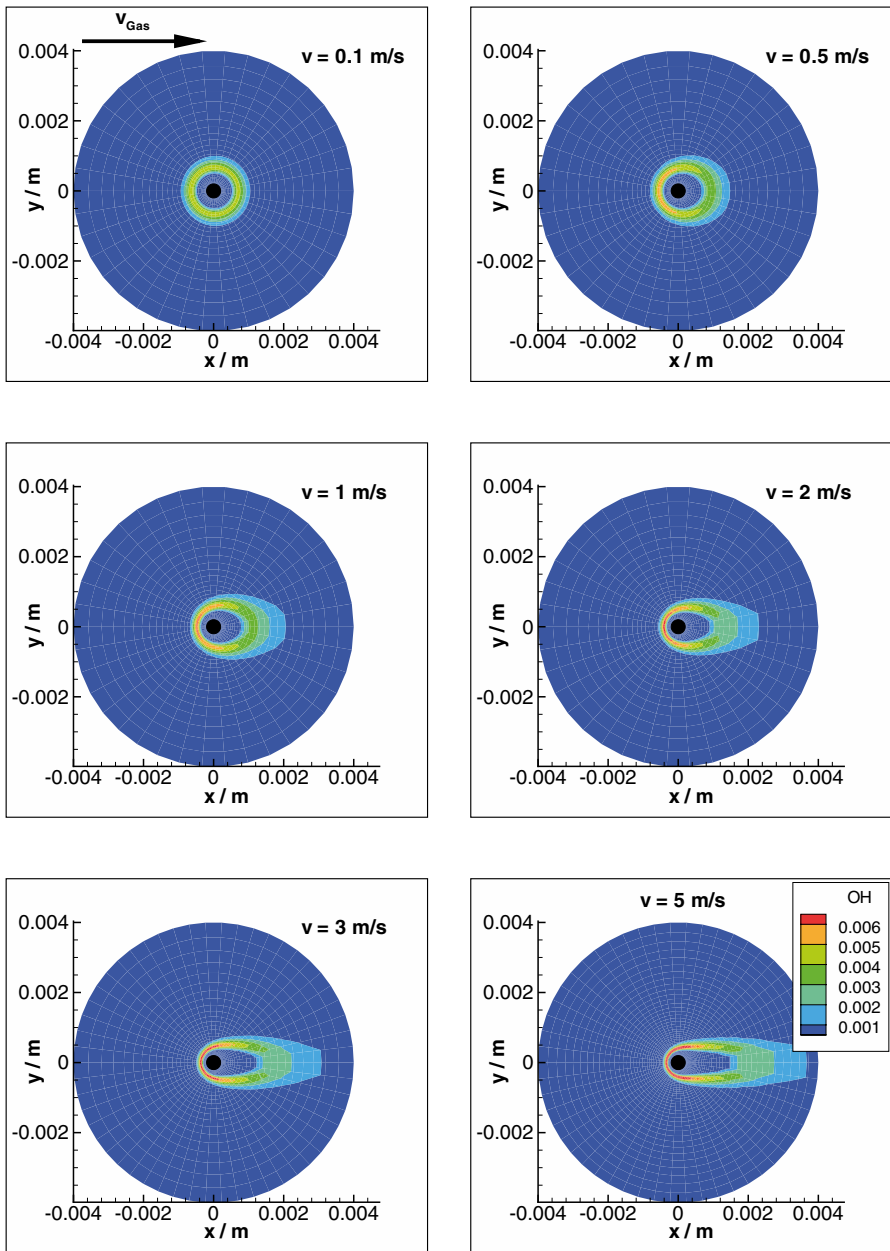 v_Gas
v = 0.1 m/s
0.004
0.002
0
-0.002
y / m
-0.004 -0.002 0 0.002 0.004
x / m
v = 0.5 m/s
0.004
0.002
0
-0.002
y / m
-0.004 -0.002 0 0.002 0.004
x / m
v = 1 m/s
0.004
0.002
0
-0.002
y / m
-0.004 -0.002 0 0.002 0.004
x / m
v = 2 m/s
0.004
0.002
0
-0.002
y / m
-0.004 -0.002 0 0.002 0.004
x / m
v = 3 m/s
0.004
0.002
0
-0.002
y / m
-0.004 -0.002 0 0.002 0.004
x / m
v = 5 m/s
0.004
0.002
0
-0.002
y / m
-0.004 -0.002 0 0.002 0.004
x / m
OH
0.006
0.005
0.004
0.003
0.002
0.001